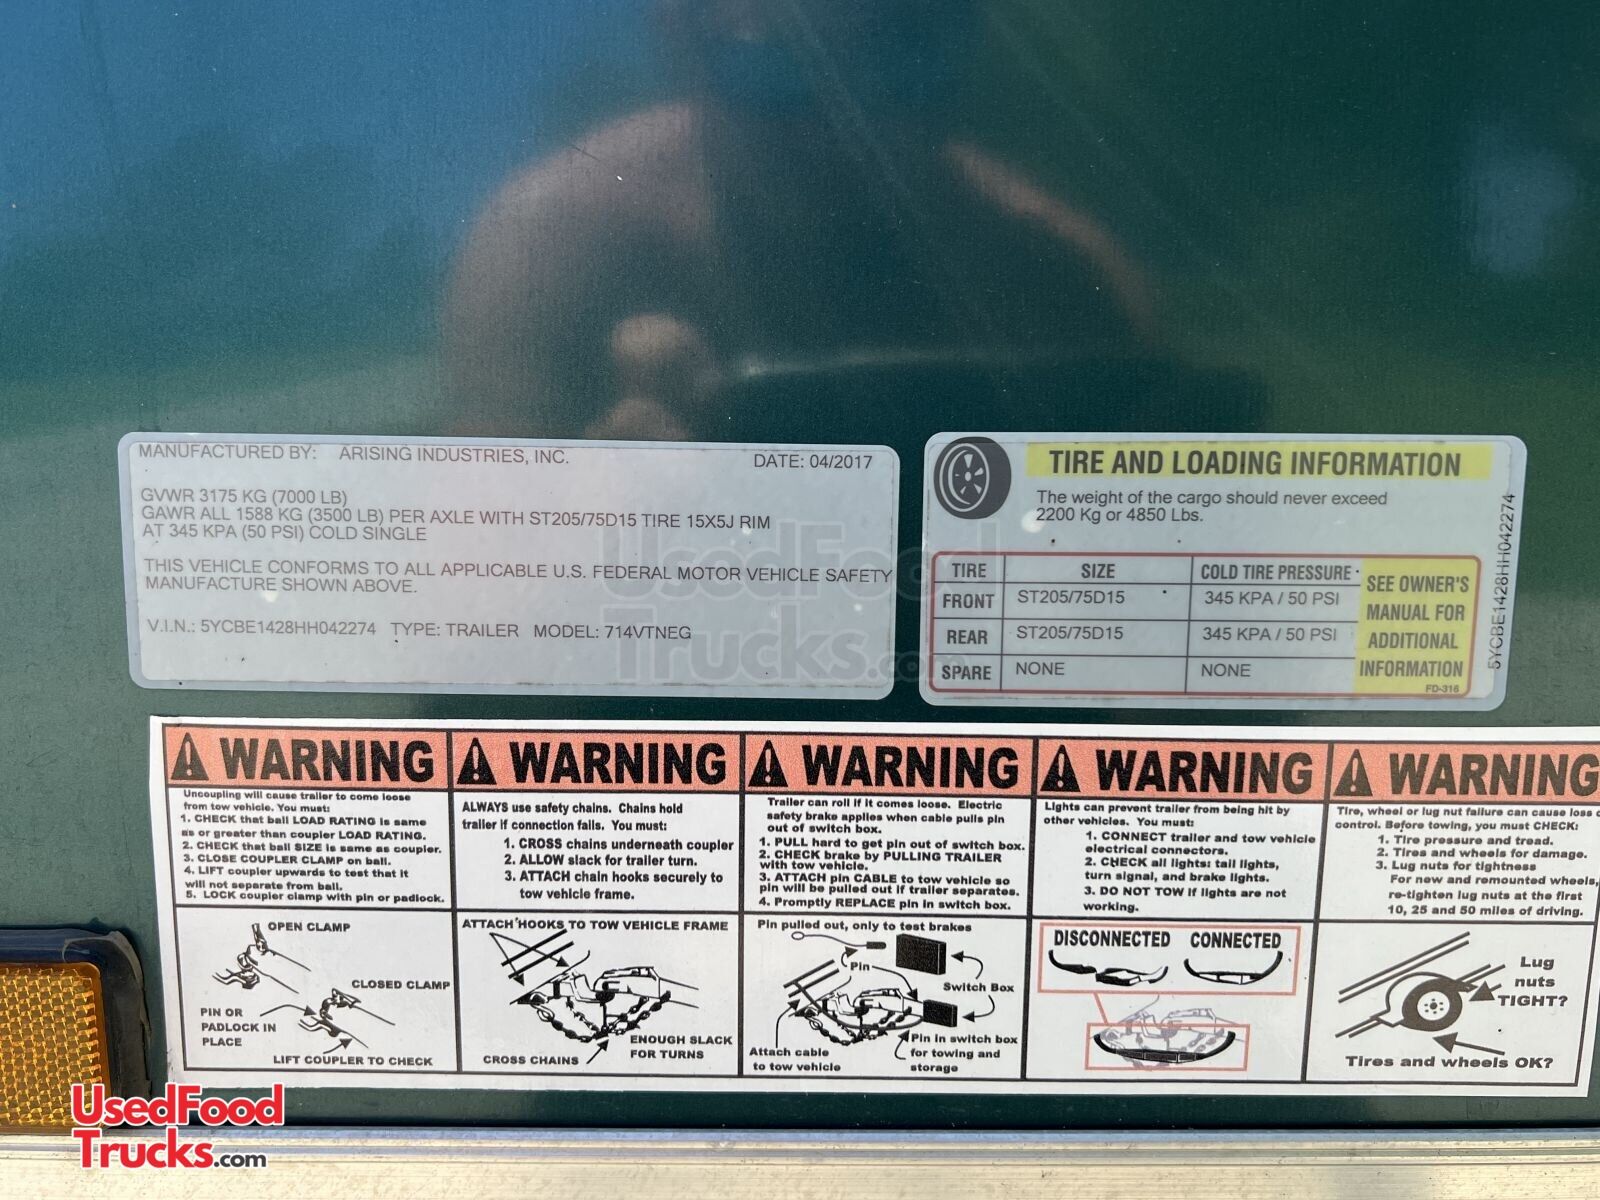 MANUFACTURED BY: ARISING INDUSTRIES, INC.
DATE: 04/2017
GVWR 3175 KG (7000 LB)
GAWR ALL 1588 KG (3500 LB) PER AXLE WITH ST205/75D15 TIRE 15X5J RIM
AT 345 KPA (50 PSI) COLD SINGLE
THIS VEHICLE CONFORMS TO ALL APPLICABLE U.S. FEDERAL MOTOR VEHICLE SAFETY
MANUFACTURE SHOWN ABOVE.
V.I.N.: 5YCBE1428HH042274 TYPE: TRAILER MODEL: 714VTNEG
TIRE AND LOADING INFORMATION
The weight of the cargo should never exceed
2200 Kg or 4850 Lbs.
TIRE SIZE COLD TIRE PRESSURE
FRONT ST205/75D15 345 KPA / 50 PSI
REAR ST205/75D15 345 KPA / 50 PSI
SPARE NONE NONE
SEE OWNER'S
MANUAL FOR
ADDITIONAL
INFORMATION
FD-316
5YCBE1428HH042274
UsedFood
Trucks.com
WARNING
Uncoupling will cause trailer to come loose
from tow vehicle. You must:
1. CHECK that ball LOAD RATING is same
as or greater than coupler LOAD RATING.
2. CHECK that ball SIZE is same as coupler.
3. CLOSE COUPLER CLAMP on ball.
4. LIFT coupler upwards to test that it
will not separate from ball.
5. LOCK coupler clamp with pin or padlock.
OPEN CLAMP
CLOSED CLAMP
PIN OR
PADLOCK IN
PLACE
LIFT COUPLER TO CHECK
WARNING
ALWAYS use safety chains. Chains hold
trailer if connection fails. You must:
1. CROSS chains underneath coupler
2. ALLOW slack for trailer turn.
3. ATTACH chain hooks securely to
tow vehicle frame.
ATTACH HOOKS TO TOW VEHICLE FRAME
ENOUGH SLACK
FOR TURNS
CROSS CHAINS
WARNING
Trailer can roll if it comes loose. Electric
safety brake applies when cable pulls pin
out of switch box.
1. PULL hard to get pin out of switch box.
2. CHECK brake by PULLING TRAILER
with tow vehicle.
3. ATTACH pin CABLE to tow vehicle so
pin will be pulled out if trailer separates.
4. Promptly REPLACE pin in switch box.
Pin pulled out, only to test brakes
Pin
Switch Box
Pin in switch box
for towing and
storage
Attach cable
to tow vehicle
WARNING
Lights can prevent trailer from being hit by
other vehicles. You must:
1. CONNECT trailer and tow vehicle
electrical connectors.
2. CHECK all lights: tail lights,
turn signal, and brake lights.
3. DO NOT TOW if lights are not
working.
DISCONNECTED CONNECTED
WARNING
Tire, wheel or lug nut failure can cause loss
control. Before towing, you must CHECK:
1. Tire pressure and tread.
2. Tires and wheels for damage.
3. Lug nuts for tightness
For new and remounted wheels,
re-tighten lug nuts at the first
10, 25 and 50 miles of driving.
Lug
nuts
TIGHT?
Tires and wheels OK?
UsedFood
Trucks.com